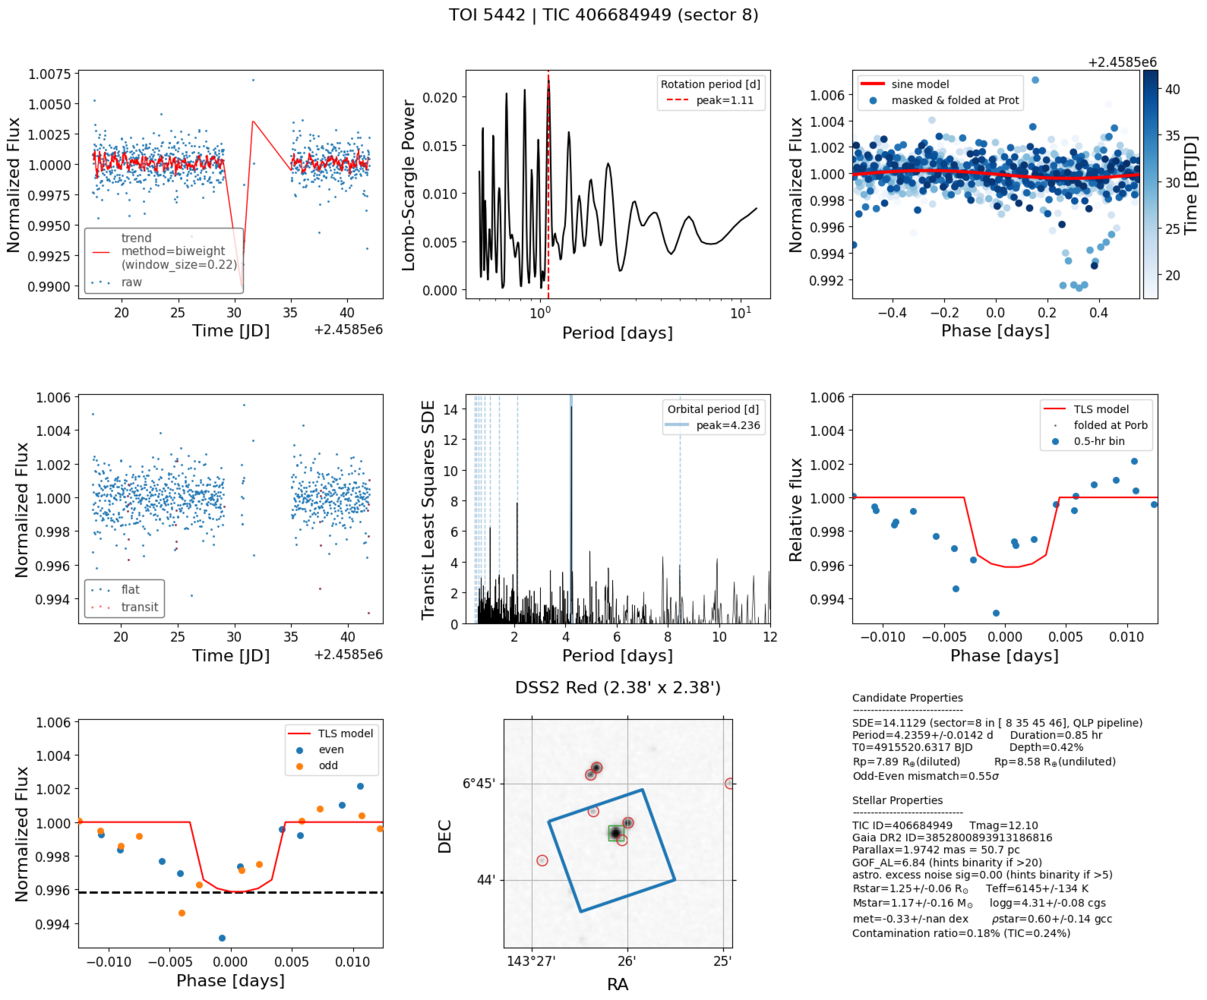 TOI 5442 | TIC 406684949 (sector 8)
1.0075
1.0050
1.0025
1.0000
0.9975
0.9950
0.9925
0.9900
Normalized Flux
trend
method=biweight
(window_size=0.22)
raw
20
25
30
35
40
Time [JD]
+2.4585e6
0.020
0.015
0.010
0.005
0.000
Lomb-Scargle Power
Rotation period [d]
peak=1.11
10⁰
10¹
Period [days]
+2.4585e6
1.006
1.004
1.002
1.000
0.998
0.996
0.994
0.992
Normalized Flux
sine model
masked & folded at Prot
−0.4
−0.2
0.0
0.2
0.4
Phase [days]
40
35
30
25
20
Time [BTJD]
1.006
1.004
1.002
1.000
0.998
0.996
0.994
Normalized Flux
flat
transit
20
25
30
35
40
Time [JD]
+2.4585e6
14
12
10
8
6
4
2
0
Transit Least Squares SDE
Orbital period [d]
peak=4.236
2
4
6
8
10
12
Period [days]
1.006
1.004
1.002
1.000
0.998
0.996
0.994
Relative flux
TLS model
folded at Porb
0.5-hr bin
−0.010
−0.005
0.000
0.005
0.010
Phase [days]
1.006
1.004
1.002
1.000
0.998
0.996
0.994
Normalized Flux
TLS model
even
odd
−0.010
−0.005
0.000
0.005
0.010
Phase [days]
DSS2 Red (2.38' x 2.38')
6°45'
44'
DEC
143°27'
26'
25'
RA
Candidate Properties
------------------------------
SDE=14.1129 (sector=8 in [ 8 35 45 46], QLP pipeline)
Period=4.2359+/-0.0142 d Duration=0.85 hr
T0=4915520.6317 BJD Depth=0.42%
Rp=7.89 R⊕(diluted) Rp=8.58 R⊕(undiluted)
Odd-Even mismatch=0.55σ
Stellar Properties
------------------------------
TIC ID=406684949 Tmag=12.10
Gaia DR2 ID=3852800893913186816
Parallax=1.9742 mas = 50.7 pc
GOF_AL=6.84 (hints binarity if >20)
astro. excess noise sig=0.00 (hints binarity if >5)
Rstar=1.25+/-0.06 R☉ Teff=6145+/-134 K
Mstar=1.17+/-0.16 M☉ logg=4.31+/-0.08 cgs
met=-0.33+/-nan dex ρstar=0.60+/-0.14 gcc
Contamination ratio=0.18% (TIC=0.24%)